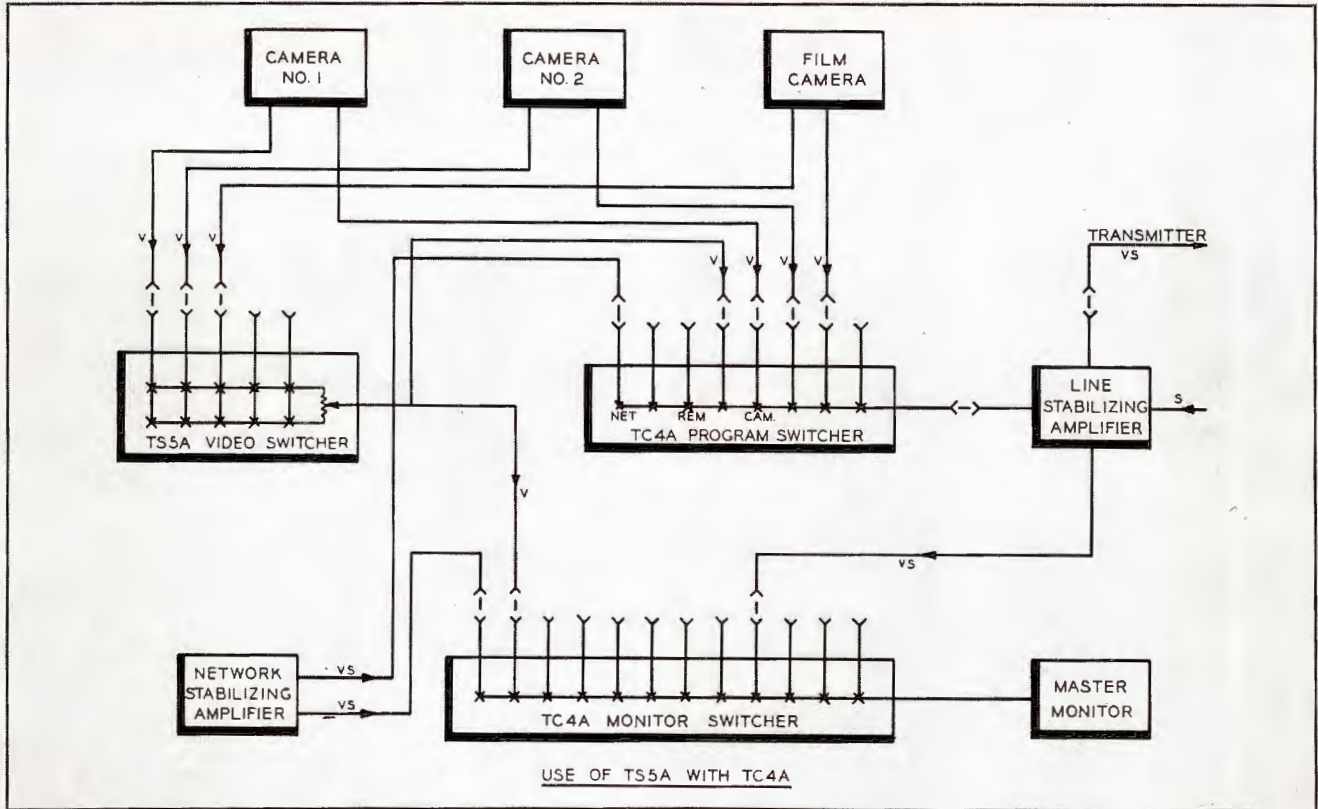 CAMERA
NO. 1
CAMERA
NO. 2
FILM
CAMERA
V
V
V
V
V
V
V
TRANSMITTER
VS
TS5A VIDEO SWITCHER
NET
REM
CAM.
TC4A PROGRAM SWITCHER
LINE
STABILIZING
AMPLIFIER
S
V
VS
NETWORK
STABILIZING
AMPLIFIER
VS
VS
TC4A MONITOR SWITCHER
MASTER
MONITOR
USE OF TS5A WITH TC4A